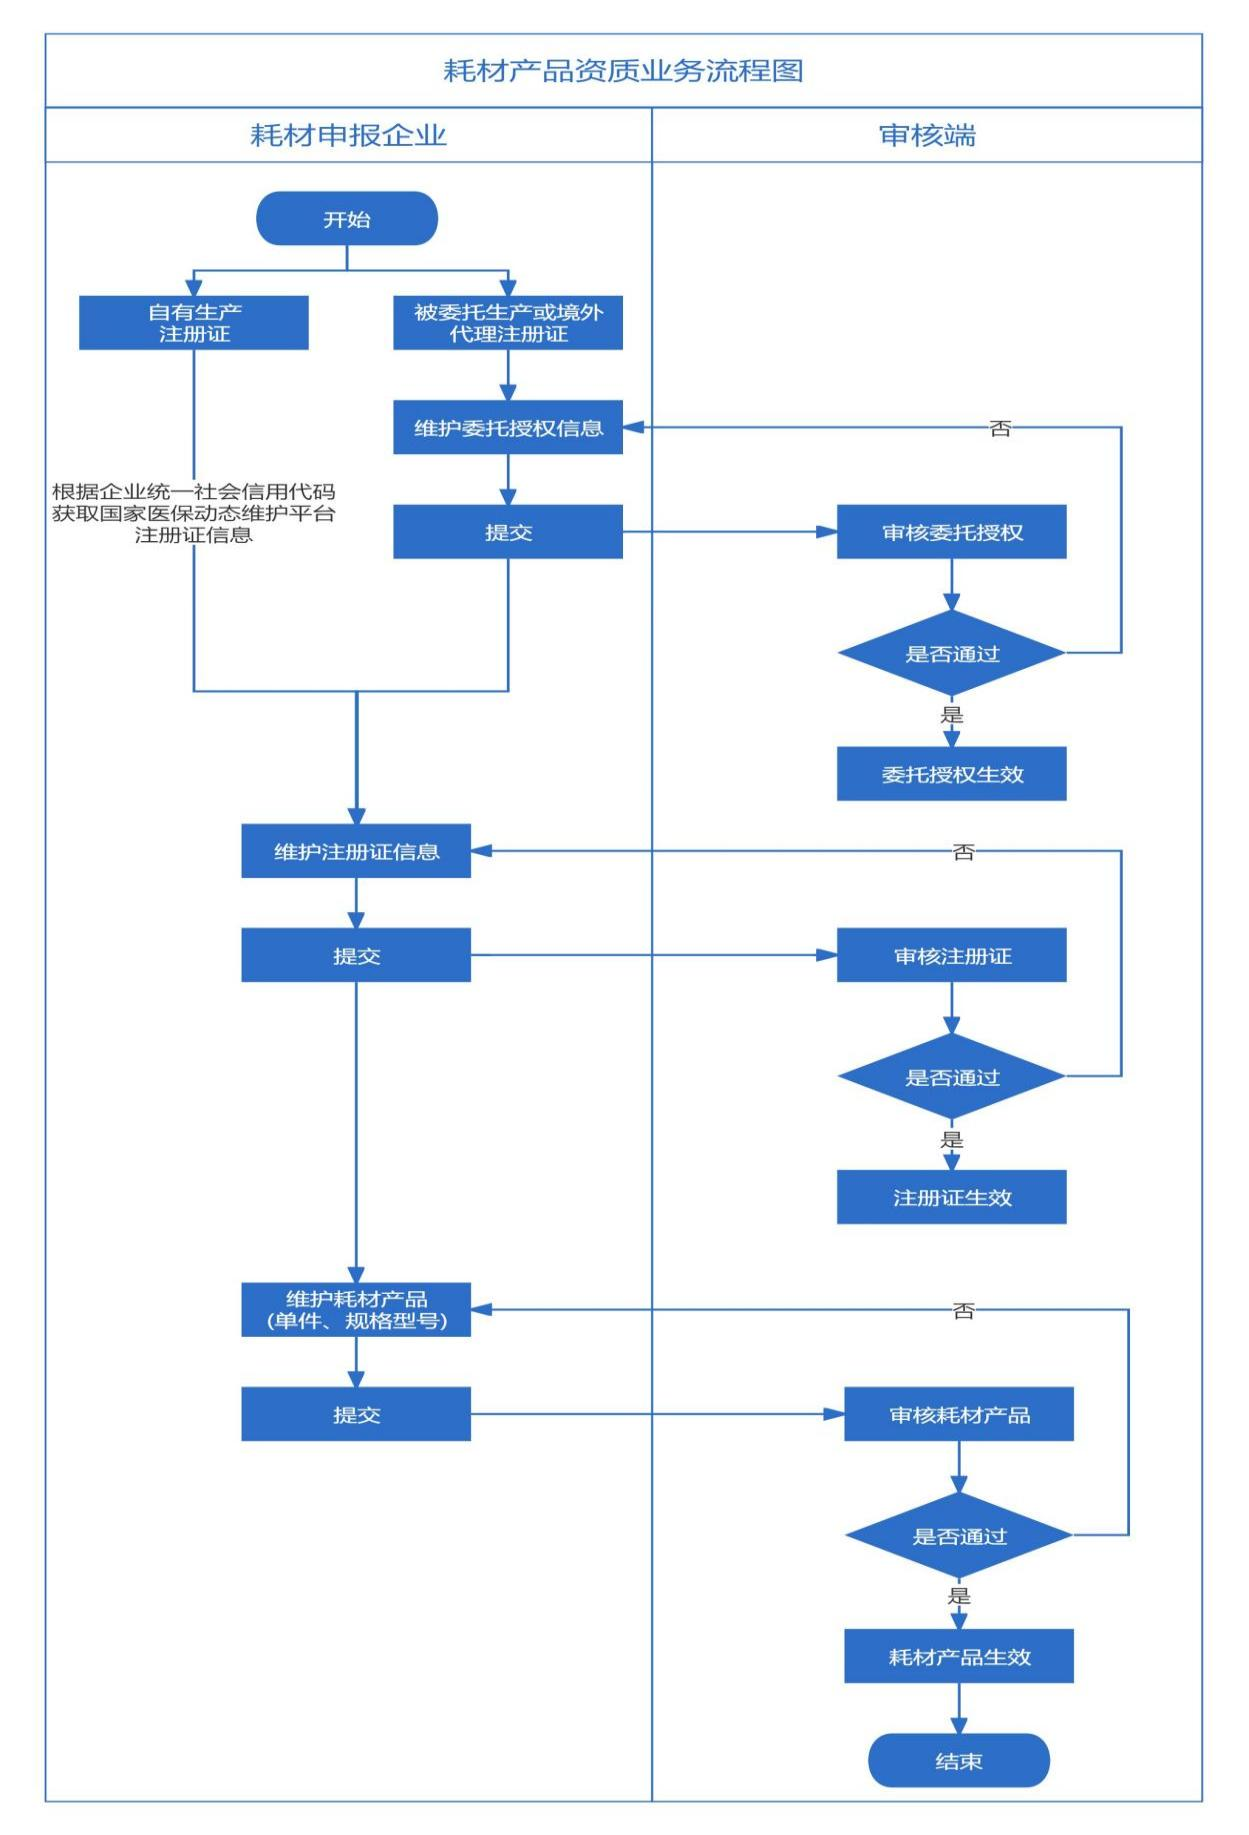 耗材产品资质业务流程图
耗材申报企业
审核端
开始
自有生产
注册证
被委托生产或境外
代理注册证
维护委托授权信息
否
根据企业统一社会信用代码
获取国家医保动态维护平台
注册证信息
提交
审核委托授权
是否通过
是
委托授权生效
维护注册证信息
否
提交
审核注册证
是否通过
是
注册证生效
维护耗材产品
(单件、规格型号)
否
提交
审核耗材产品
是否通过
是
耗材产品生效
结束